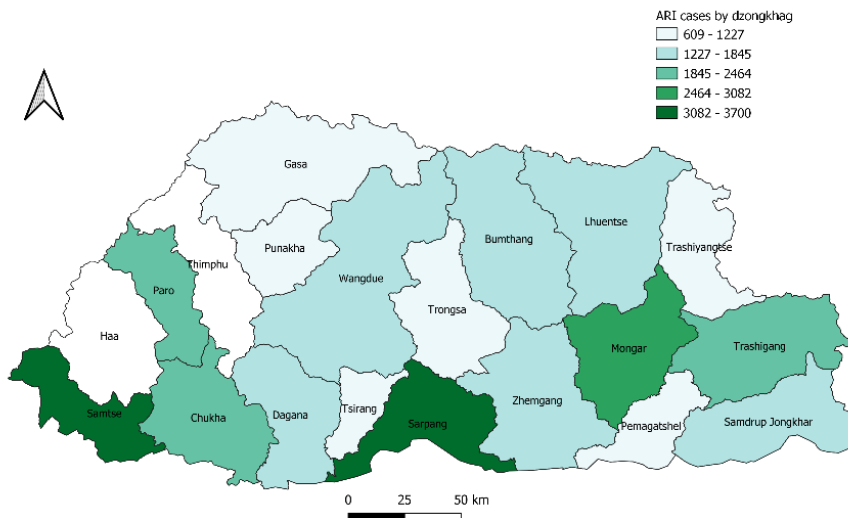 ARI cases by dzongkhag
609 - 1227
1227 - 1845
1845 - 2464
2464 - 3082
3082 - 3700
Gasa
Lhuentse
Bumthang
Trashiyangtse
Punakha
Thimphu
Wangdue
Paro
Trongsa
Haa
Mongar
Trashigang
Zhemgang
Samtse
Chukha
Dagana
Tsirang
Sarpang
Pemagatshel
Samdrup Jongkhar
0 25 50 km